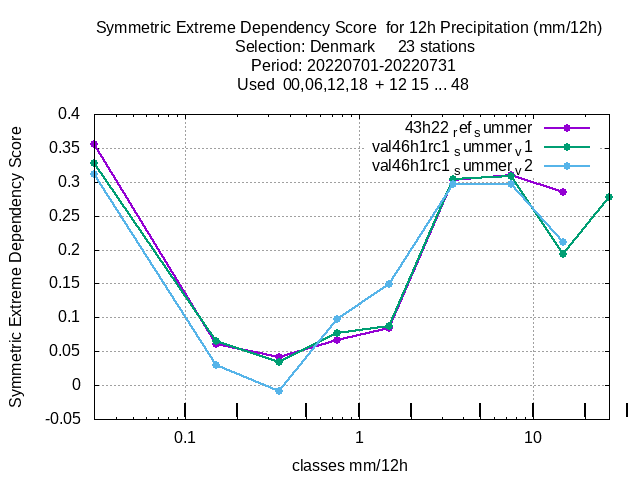 Symmetric Extreme Dependency Score  for 12h Precipitation (mm/12h)
Selection: Denmark     23 stations
Period: 20220701-20220731
Used  00,06,12,18  + 12 15 ... 48
Symmetric Extreme Dependency Score
0.4
0.35
0.3
0.25
0.2
0.15
0.1
0.05
0
-0.05
43h22 ref summer
val46h1rc1 summer v1
val46h1rc1 summer v2
0.1
1
10
classes mm/12h